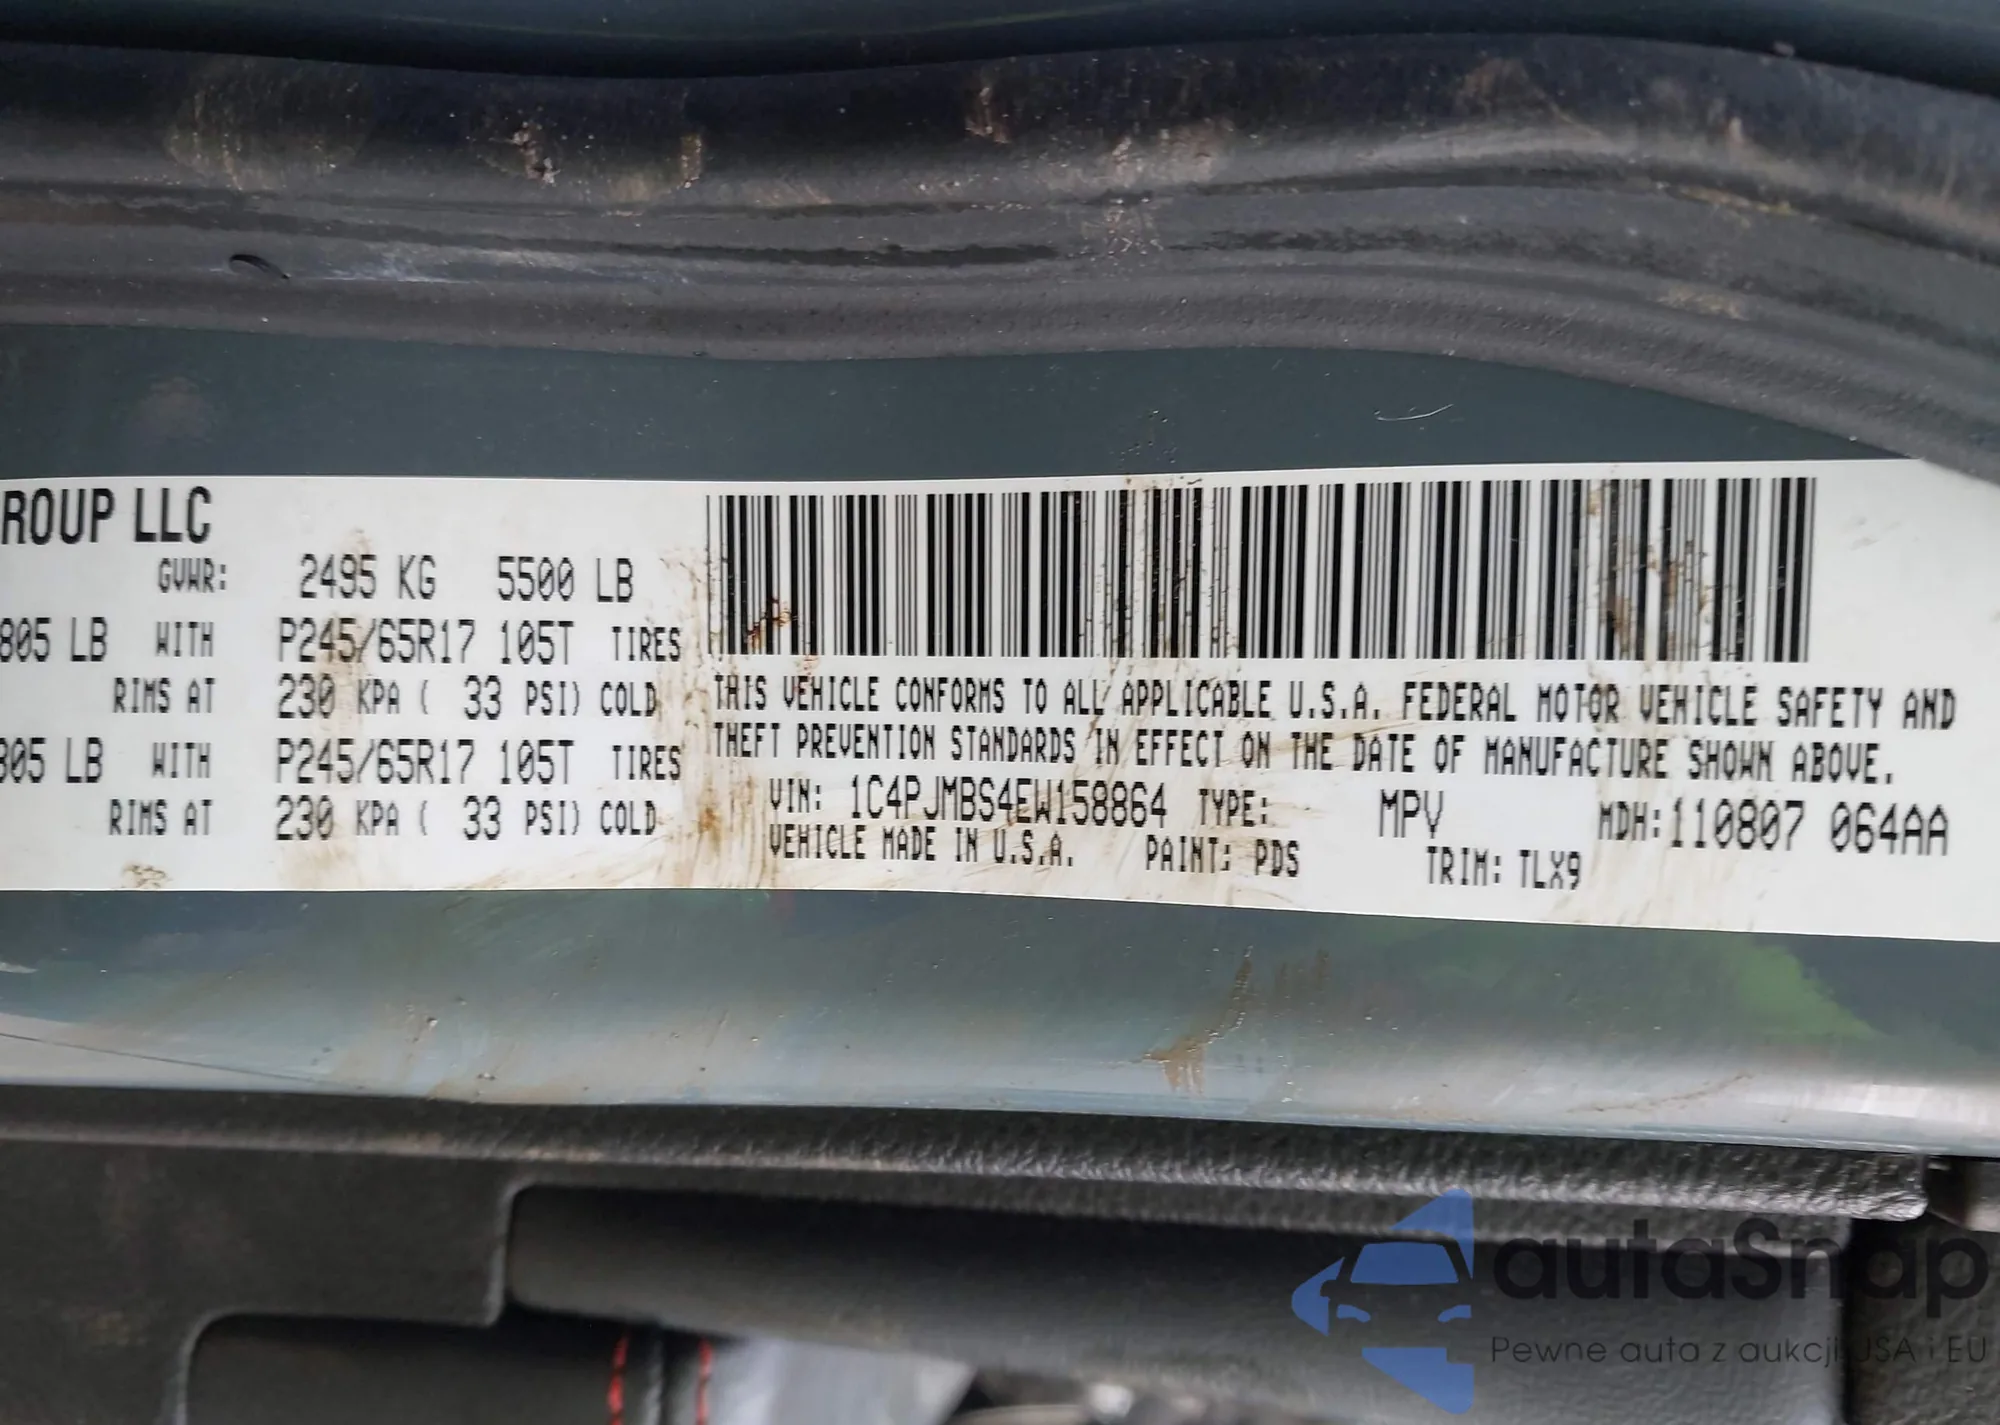 ROUP LLC
GVWR: 2495 KG 5500 LB
805 LB WITH P245/65R17 105T TIRES
RIMS AT 230 KPA ( 33 PSI) COLD
805 LB WITH P245/65R17 105T TIRES
RIMS AT 230 KPA ( 33 PSI) COLD
THIS VEHICLE CONFORMS TO ALL APPLICABLE U.S.A. FEDERAL MOTOR VEHICLE SAFETY AND
THEFT PREVENTION STANDARDS IN EFFECT ON THE DATE OF MANUFACTURE SHOWN ABOVE.
VIN: 1C4PJMBS4EW158864 TYPE: MPV MDH:110807 064AA
VEHICLE MADE IN U.S.A. PAINT: PDS TRIM: TLX9
autaSnap
Pewne auta z aukcji USA i EU